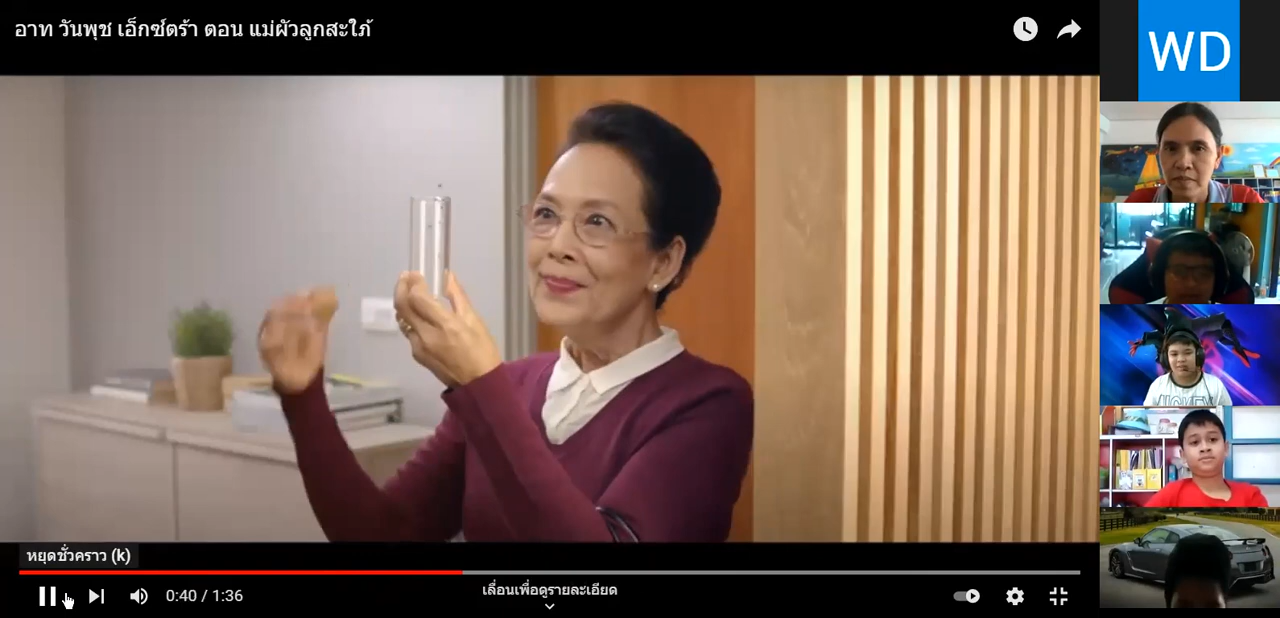 อาท วันพุช เอ็กซ์ตร้า ตอน แม่ผัวลูกสะใภ้
WD
MICKEY
หยุดชั่วคราว (k)
0:40 / 1:36
เลื่อนเพื่อดูรายละเอียด